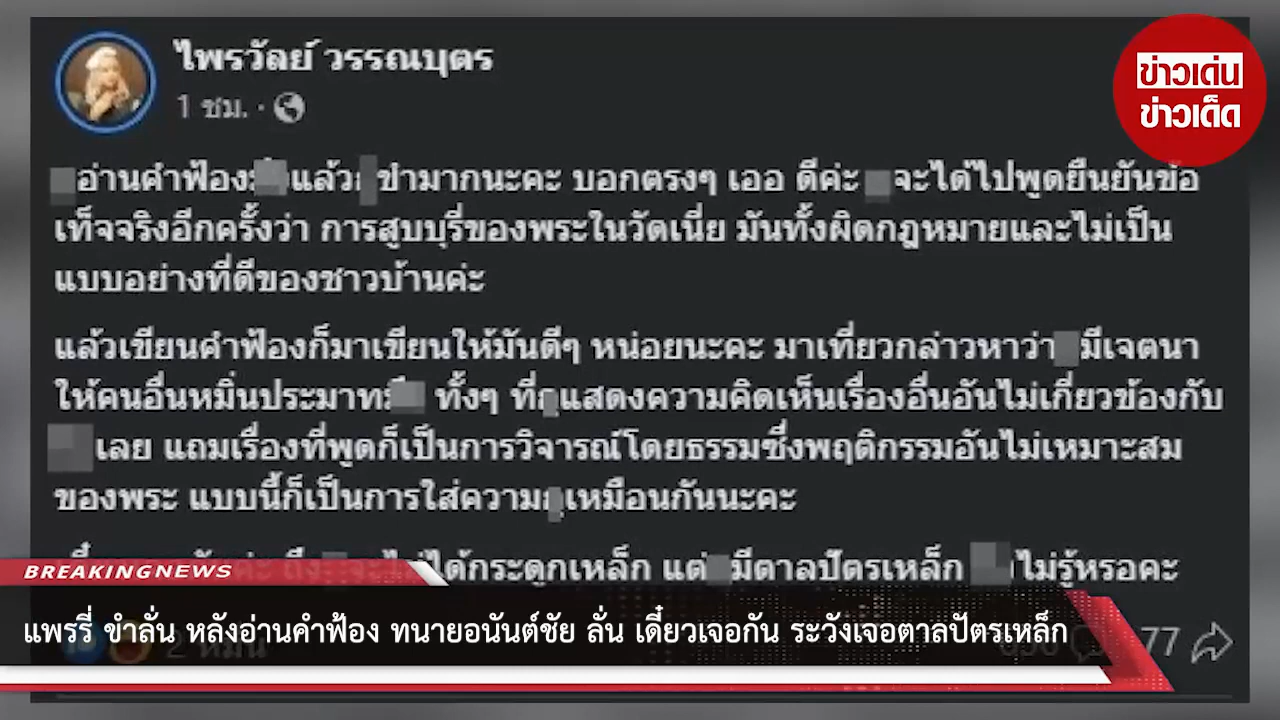 ไพรวัลย์ วรรณบุตร
1 ชม. ·
ข่าวเด่น
ข่าวเด็ด
อ่านคำฟ้อง แล้ว ขำมากนะคะ บอกตรงๆ เออ ดีค่ะ จะได้ไปพูดยืนยันข้อ
เท็จจริงอีกครั้งว่า การสูบบุรี่ของพระในวัดเนี่ย มันทั้งผิดกฎหมายและไม่เป็น
แบบอย่างที่ดีของชาวบ้านค่ะ
แล้วเขียนคำฟ้องก็มาเขียนให้มันดีๆ หน่อยนะคะ มาเที่ยวกล่าวหาว่า มีเจตนา
ให้คนอื่นหมิ่นประมาท ทั้งๆ ที่ แสดงความคิดเห็นเรื่องอื่นอันไม่เกี่ยวข้องกับ
เลย แถมเรื่องที่พูดก็เป็นการวิจารณ์โดยธรรมซึ่งพฤติกรรมอันไม่เหมาะสม
ของพระ แบบนี้ก็เป็นการใส่ความ เหมือนกันนะคะ
ได้กระดูกเหล็ก แต่ มีตาลปัตรเหล็ก ไม่รู้หรอคะ
BREAKING NEWS
แพรรี่ ขำลั่น หลังอ่านคำฟ้อง ทนายอนันต์ชัย ลั่น เดี๋ยวเจอกัน ระวังเจอตาลปัตรเหล็ก
77